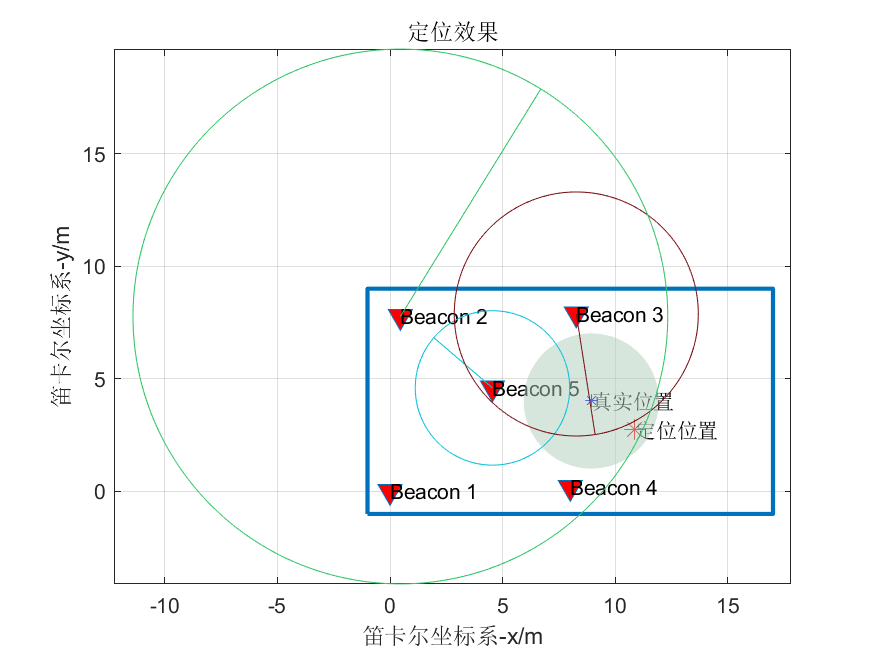 定位效果
15
10
5
0
笛卡尔坐标系-y/m
Beacon 2
Beacon 3
Beacon 5
真实位置
定位位置
Beacon 1
Beacon 4
-10
-5
0
5
10
15
笛卡尔坐标系-x/m